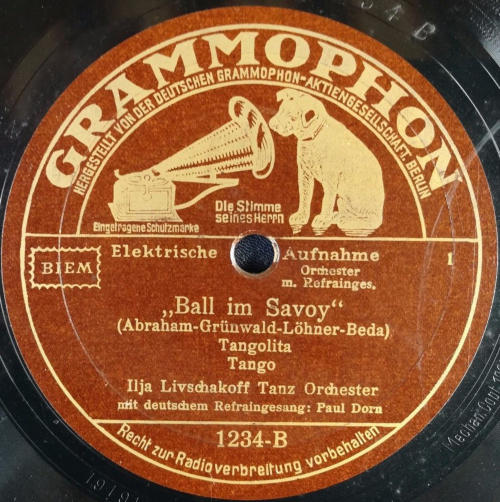 GRAMMOPHON
HERGESTELLT VON DER DEUTSCHEN GRAMMOPHON-AKTIENGESELLSCHAFT, BERLIN
Die Stimme
seines Herrn
Eingetragene Schutzmarke
BIEM
Elektrische Aufnahme
1
Orchester
m. Refrainges.
„Ball im Savoy“
(Abraham-Grünwald-Löhner-Beda)
Tangolita
Tango
Ilja Livschakoff Tanz Orchester
mit deutschem Refraingesang: Paul Dorn
1234-B
Recht zur Radioverbreitung vorbehalten